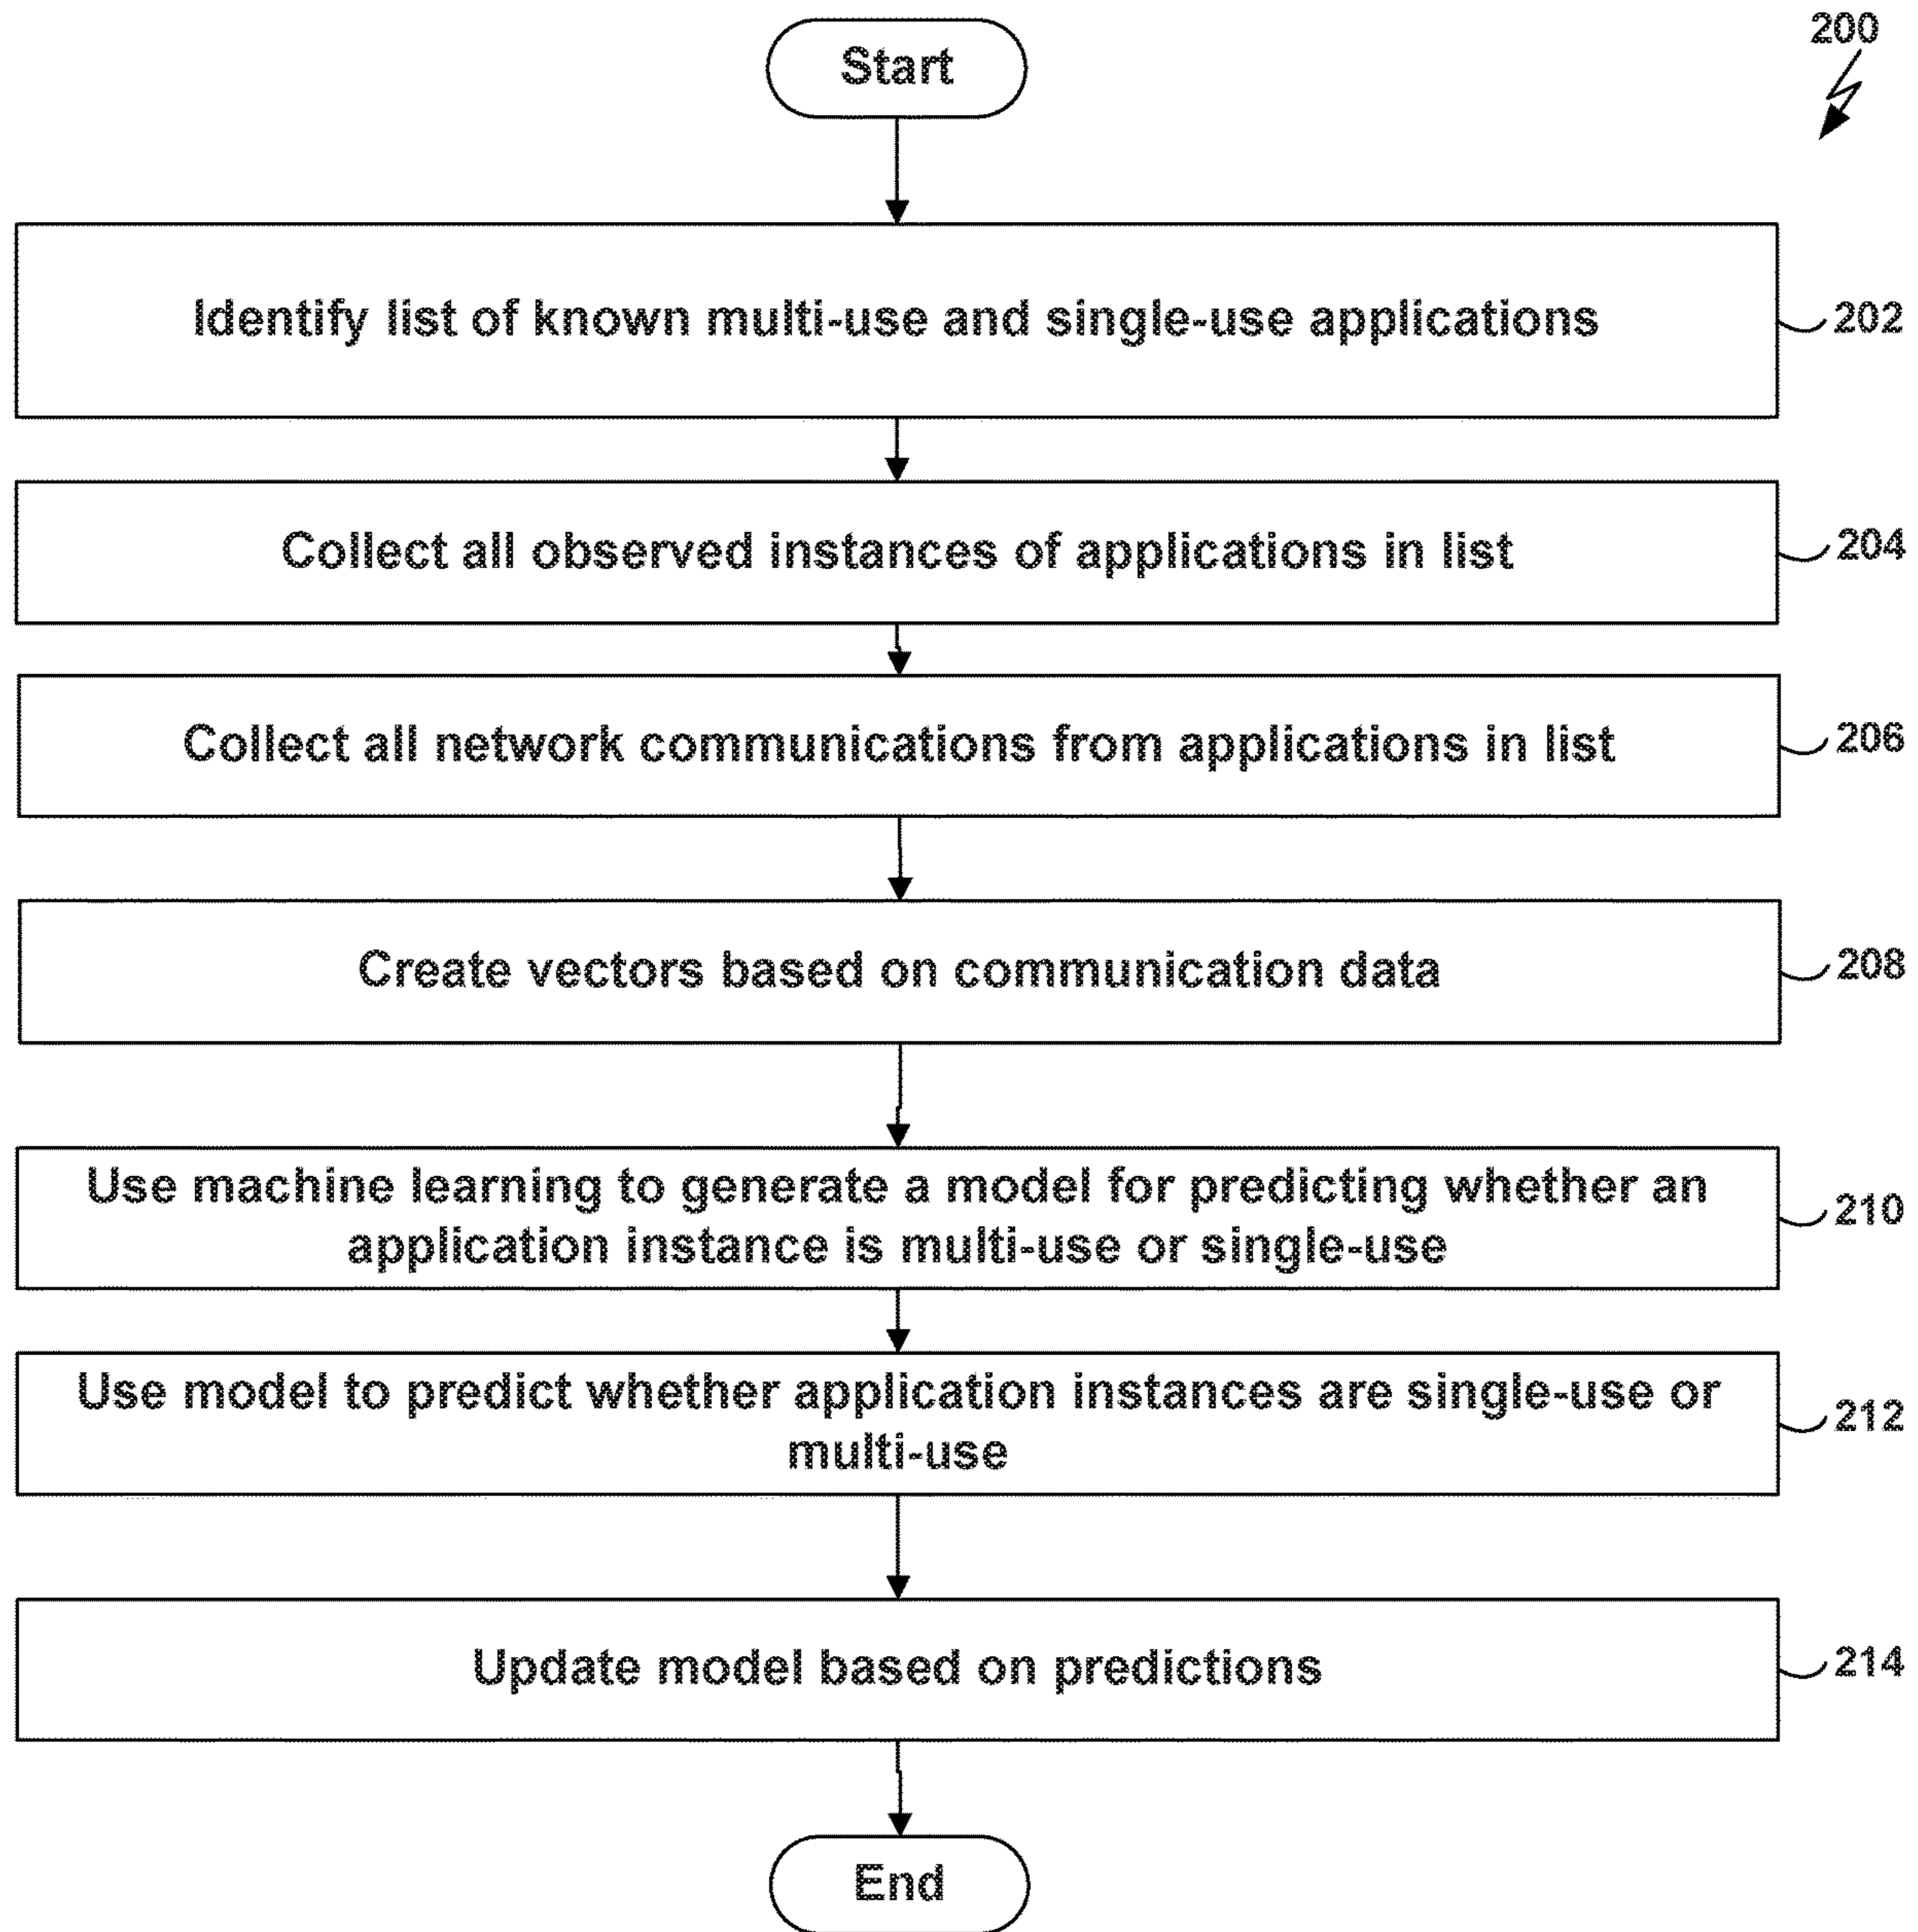 200
Start
Identify list of known multi-use and single-use applications
202
Collect all observed instances of applications in list
204
Collect all network communications from applications in list
206
Create vectors based on communication data
208
Use machine learning to generate a model for predicting whether an
application instance is multi-use or single-use
210
Use model to predict whether application instances are single-use or
multi-use
212
Update model based on predictions
214
End